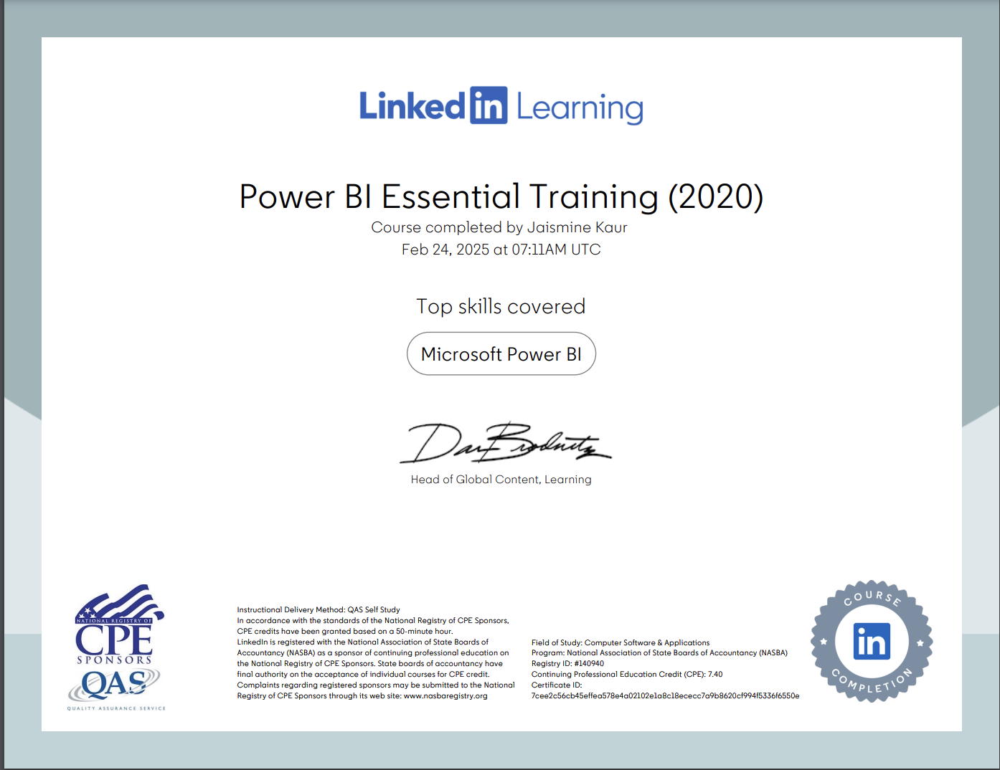 Linked in Learning
Power BI Essential Training (2020)
Course completed by Jaismine Kaur
Feb 24, 2025 at 07:11AM UTC
Top skills covered
Microsoft Power BI
Dan Brodnitz
Head of Global Content, Learning
NATIONAL REGISTRY OF
CPE
SPONSORS
QAS
QUALITY ASSURANCE SERVICE
Instructional Delivery Method: QAS Self Study
In accordance with the standards of the National Registry of CPE Sponsors,
CPE credits have been granted based on a 50-minute hour.
LinkedIn is registered with the National Association of State Boards of
Accountancy (NASBA) as a sponsor of continuing professional education on
the National Registry of CPE Sponsors. State boards of accountancy have
final authority on the acceptance of individual courses for CPE credit.
Complaints regarding registered sponsors may be submitted to the National
Registry of CPE Sponsors through its web site: www.nasbaregistry.org
Field of Study: Computer Software & Applications
Program: National Association of State Boards of Accountancy (NASBA)
Registry ID: #140940
Continuing Professional Education Credit (CPE): 7.40
Certificate ID:
7cee2c56cb45effea578e4a02102e1a8c18ececc7a9b8620cf994f5336f6550e
COURSE
in
COMPLETION